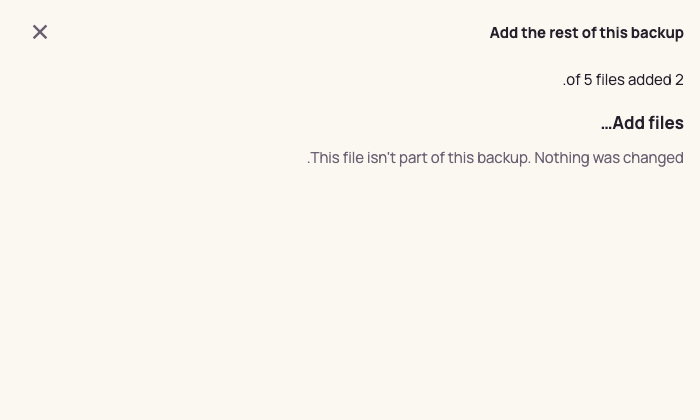 Add the rest of this backup
.of 5 files added 2
…Add files
.This file isn't part of this backup. Nothing was changed